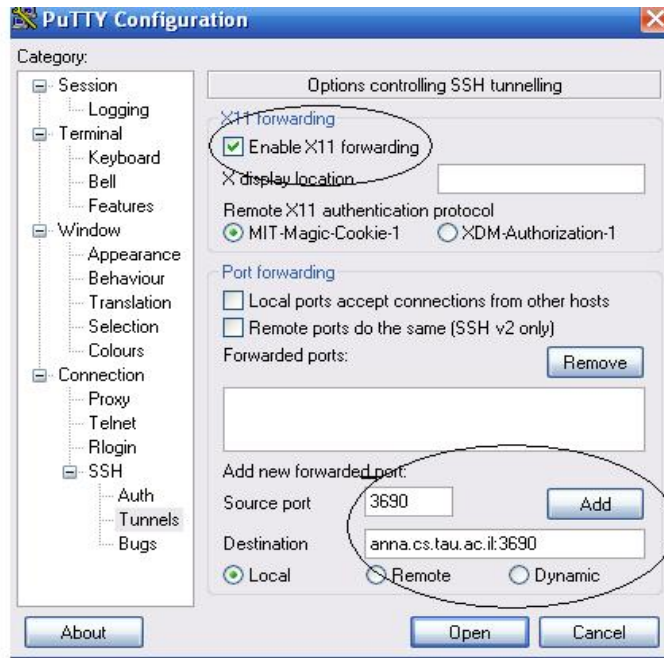 PuTTY Configuration
Category:
Session
Logging
Terminal
Keyboard
Bell
Features
Window
Appearance
Behaviour
Translation
Selection
Colours
Connection
Proxy
Telnet
Rlogin
SSH
Auth
Tunnels
Bugs
Options controlling SSH tunnelling
X11 forwarding
Enable X11 forwarding
X display location
Remote X11 authentication protocol
MIT-Magic-Cookie-1 XDM-Authorization-1
Port forwarding
Local ports accept connections from other hosts
Remote ports do the same (SSH v2 only)
Forwarded ports: Remove
Add new forwarded port:
Source port 3690 Add
Destination anna.cs.tau.ac.il:3690
Local Remote Dynamic
About Open Cancel